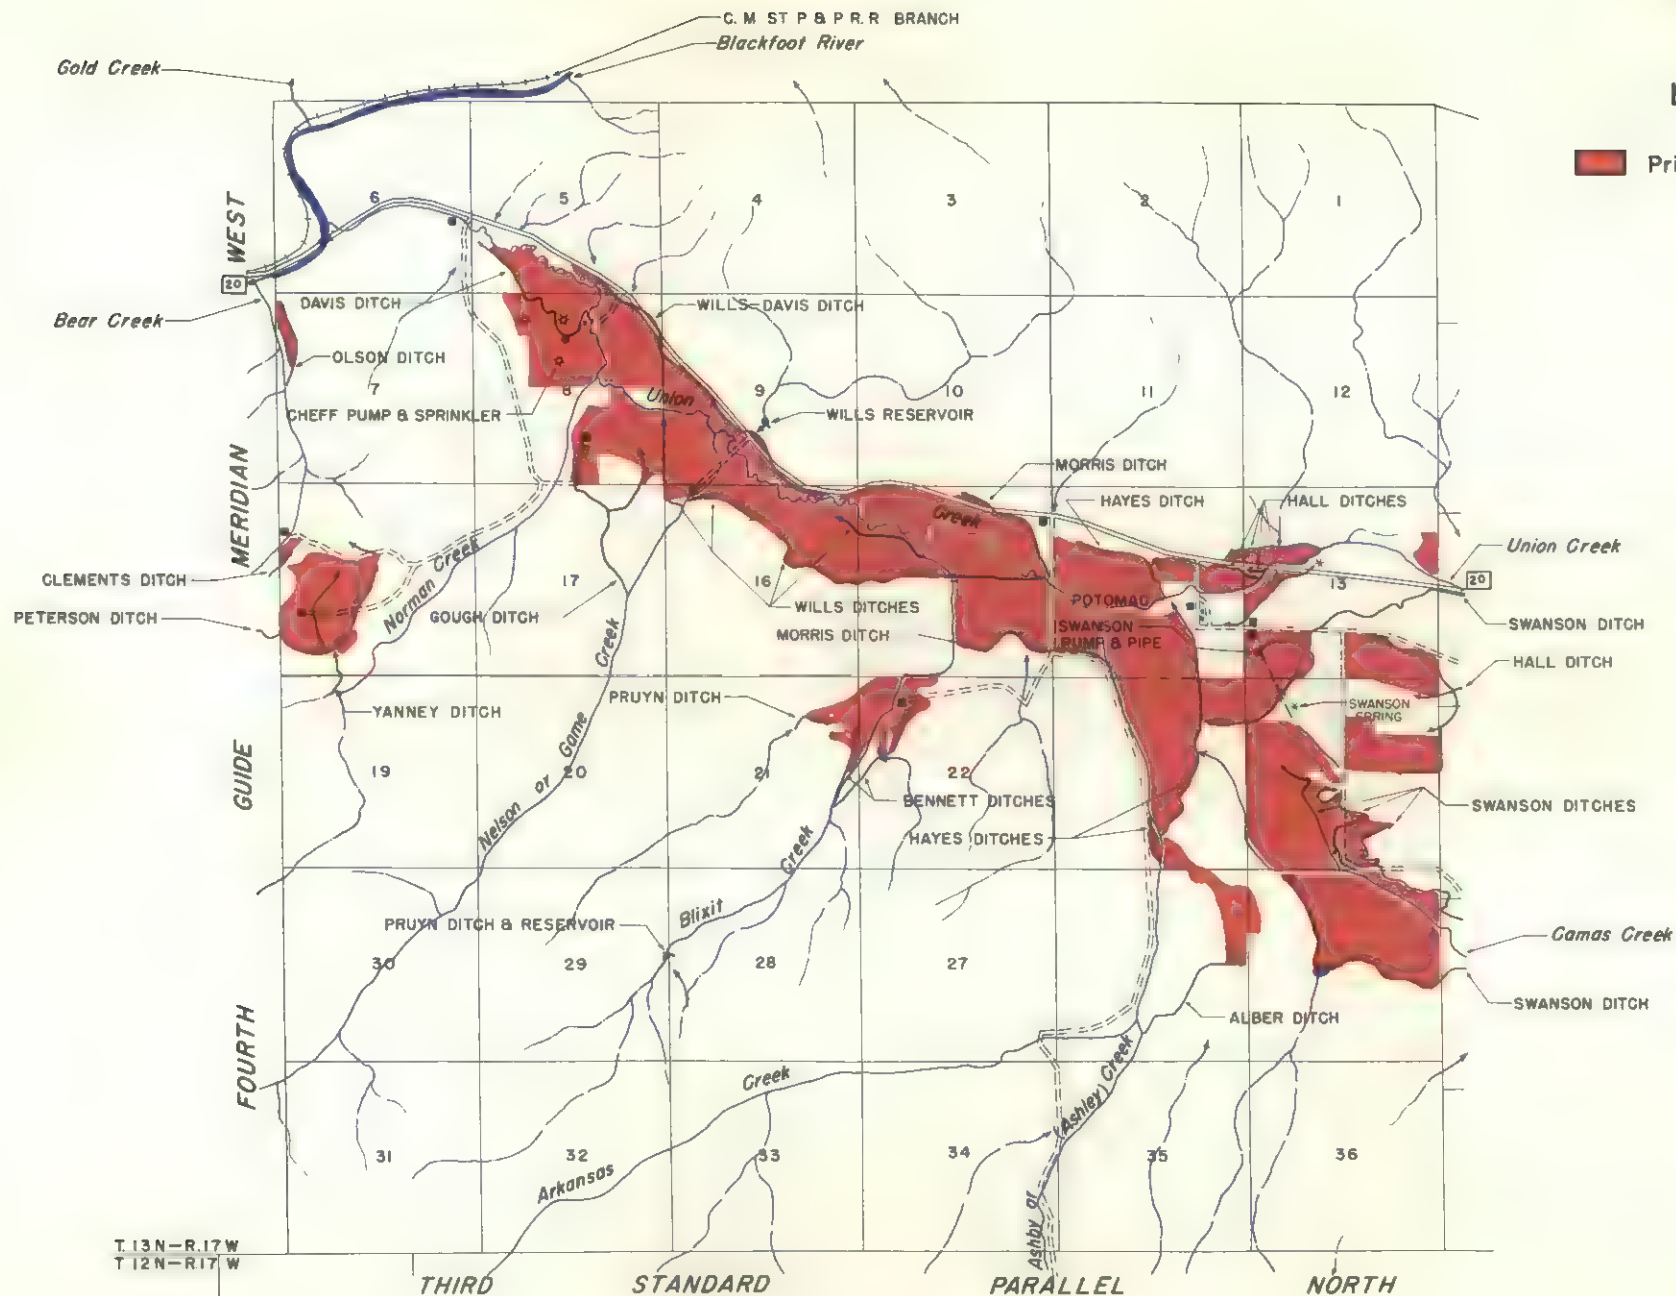 C. M ST P & P R. R BRANCH
Blackfoot River
Gold Creek
WEST
6
5
4
3
2
1
20
DAVIS DITCH
WILLS-DAVIS DITCH
Bear Creek
OLSON DITCH
7
8
9
10
11
12
Union
CHEFF PUMP & SPRINKLER
WILLS RESERVOIR
MERIDIAN
MORRIS DITCH
HAYES DITCH
HALL DITCHES
Creek
Union Creek
CLEMENTS DITCH
Norman Creek
17
16
13
20
PETERSON DITCH
GOUGH DITCH
WILLS DITCHES
POTOMAC
MORRIS DITCH
SWANSON
PUMP & PIPE
SWANSON DITCH
HALL DITCH
Creek
PRUYN DITCH
YANNEY DITCH
SWANSON
SPRING
GUIDE
19
20
21
22
Nelson or Game
BENNETT DITCHES
SWANSON DITCHES
HAYES DITCHES
Creek
Blixit
PRUYN DITCH & RESERVOIR
Camas Creek
30
29
28
27
SWANSON DITCH
ALBER DITCH
FOURTH
Creek
Ashby or (Ashley) Creek
31
32
33
34
35
36
Arkansas
T. 13 N-R. 17 W
T 12 N-R17 W
THIRD STANDARD PARALLEL NORTH